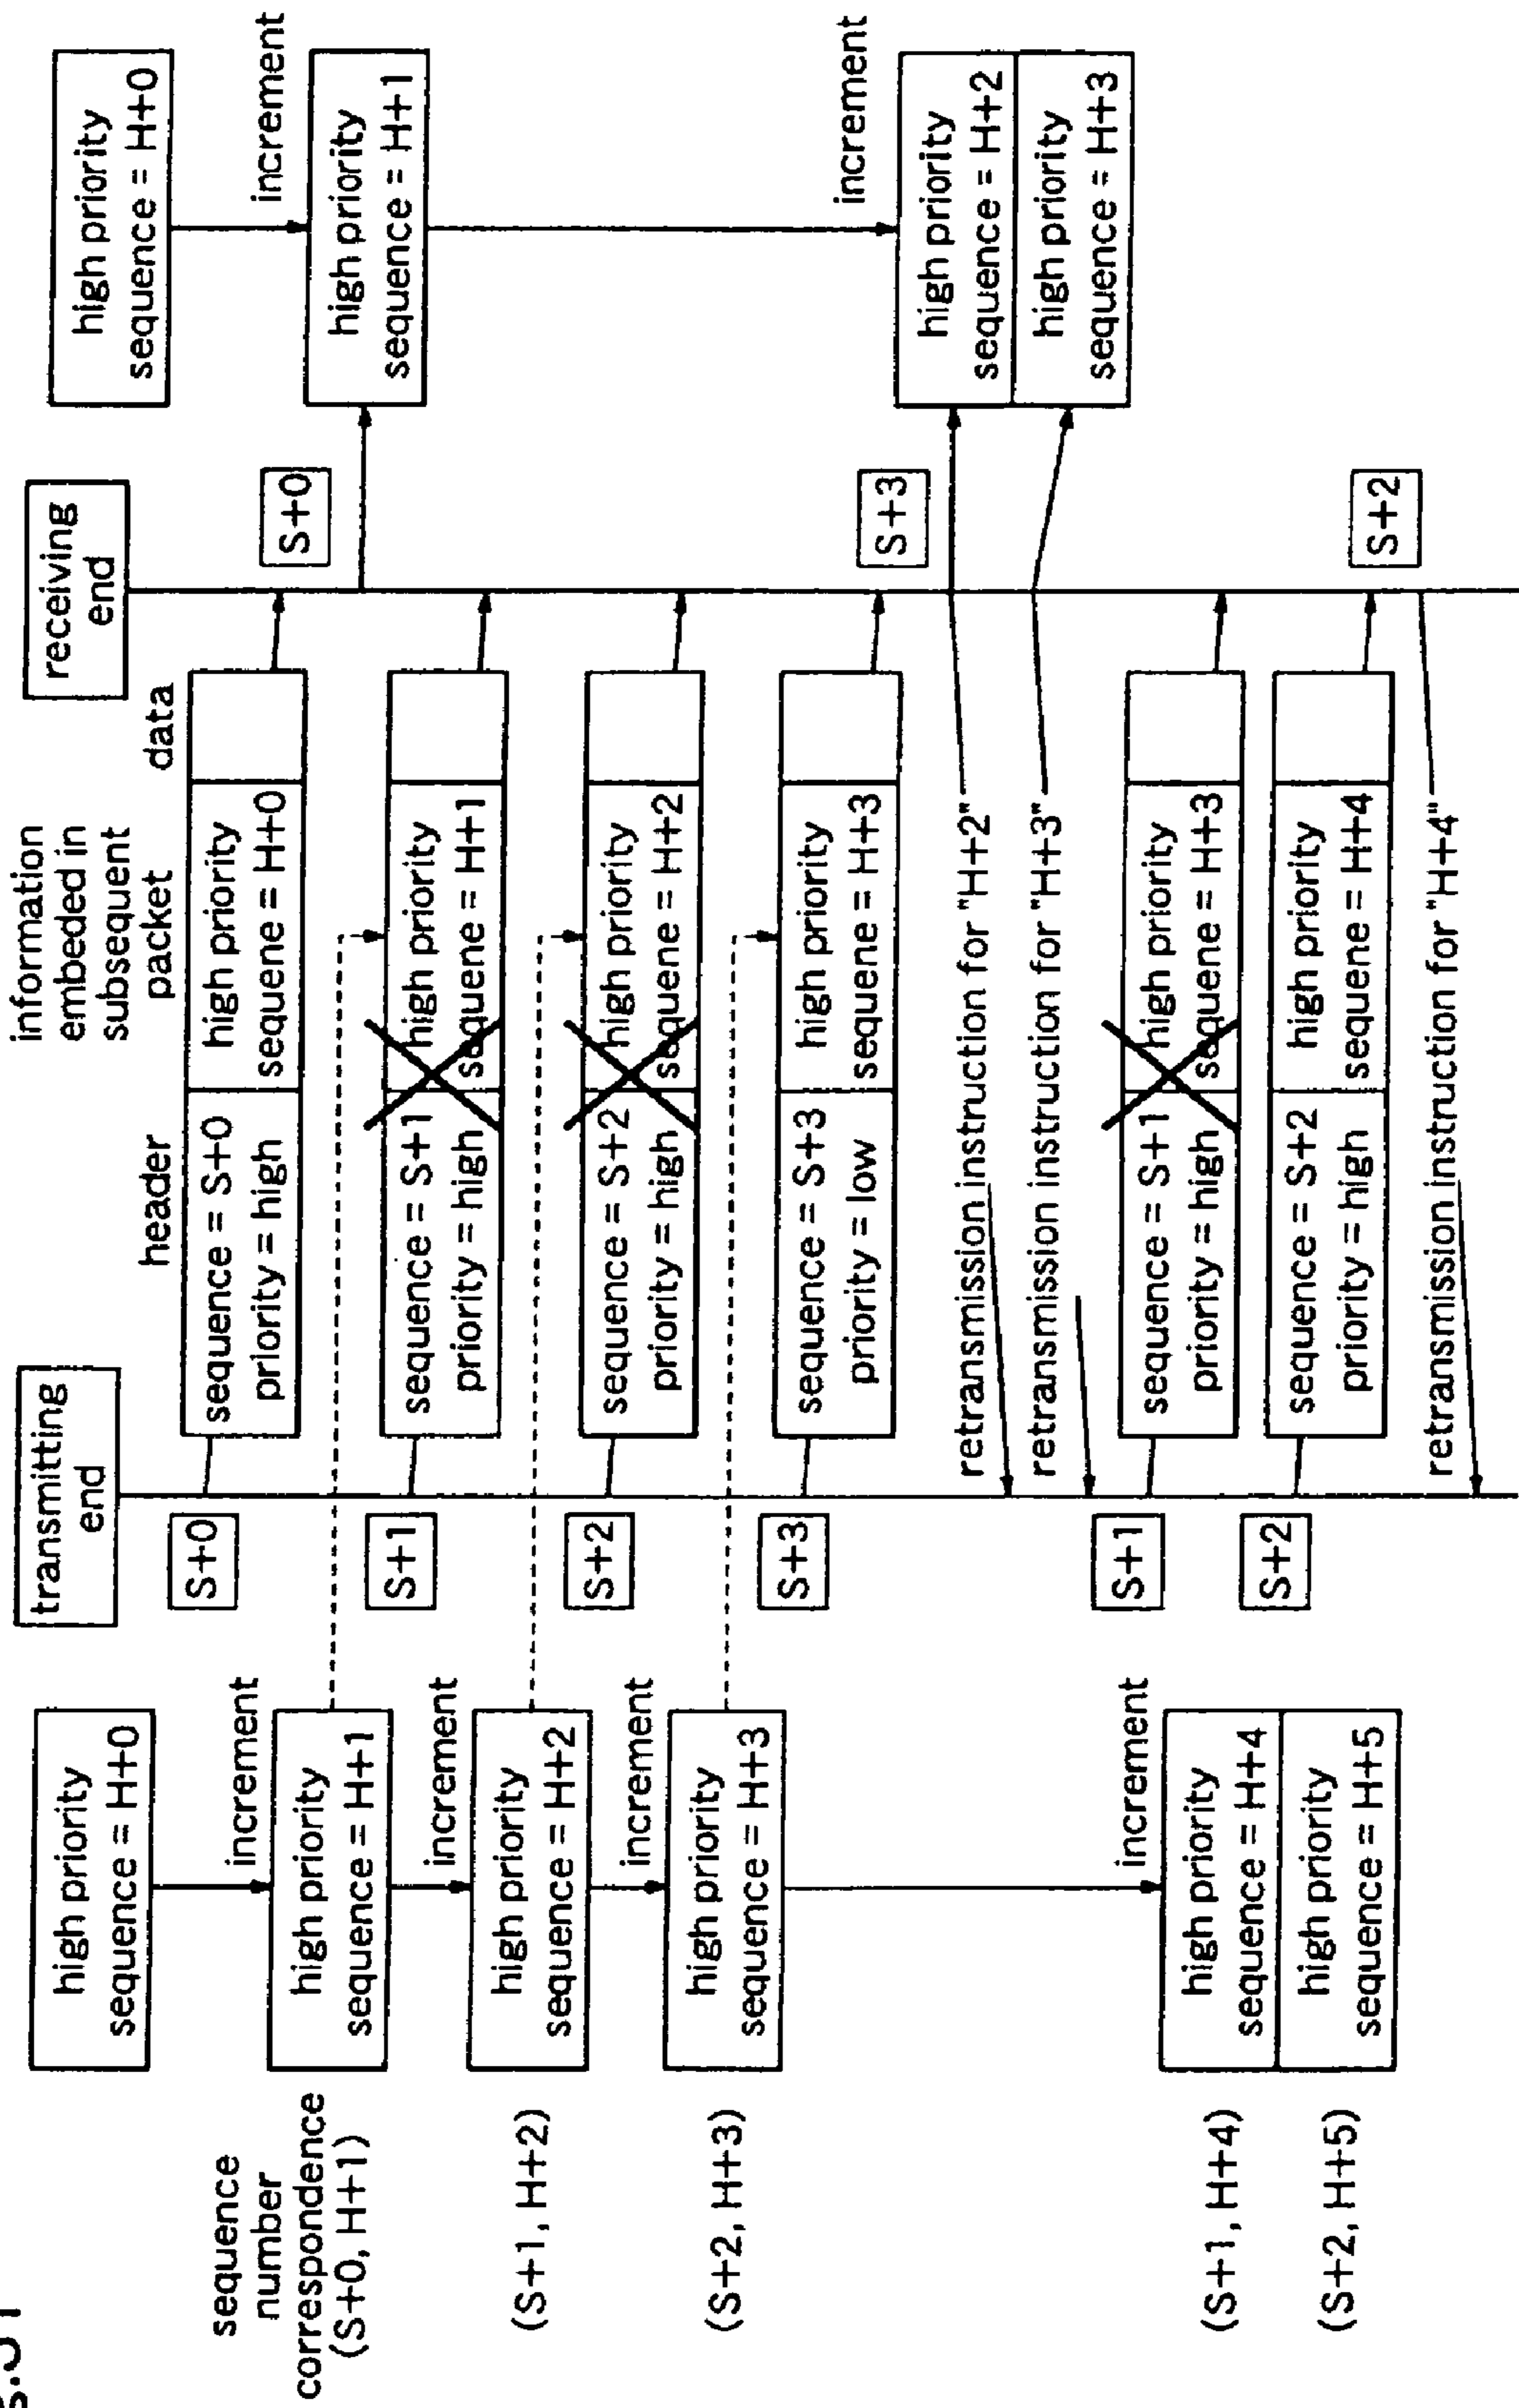 transmitting
end
receiving
end
header
information
embeded in
subsequent
packet
data
high priority
sequence = H+0
S+0
sequence = S+0
priority = high
high priority
sequene = H+0
S+0
high priority
sequence = H+0
sequence
number
correspondence
(S+0, H+1)
increment
high priority
sequence = H+1
S+1
sequence = S+1
priority = high
high priority
sequene = H+1
increment
high priority
sequence = H+1
(S+1, H+2)
increment
high priority
sequence = H+2
S+2
sequence = S+2
priority = high
high priority
sequene = H+2
(S+2, H+3)
increment
high priority
sequence = H+3
S+3
sequence = S+3
priority = low
high priority
sequene = H+3
S+3
increment
high priority
sequence = H+2
high priority
sequence = H+3
retransmission instruction for "H+2"
retransmission instruction for "H+3"
(S+1, H+4)
increment
high priority
sequence = H+4
S+1
sequence = S+1
priority = high
high priority
sequene = H+3
(S+2, H+5)
high priority
sequence = H+5
S+2
sequence = S+2
priority = high
high priority
sequene = H+4
S+2
retransmission instruction for "H+4"